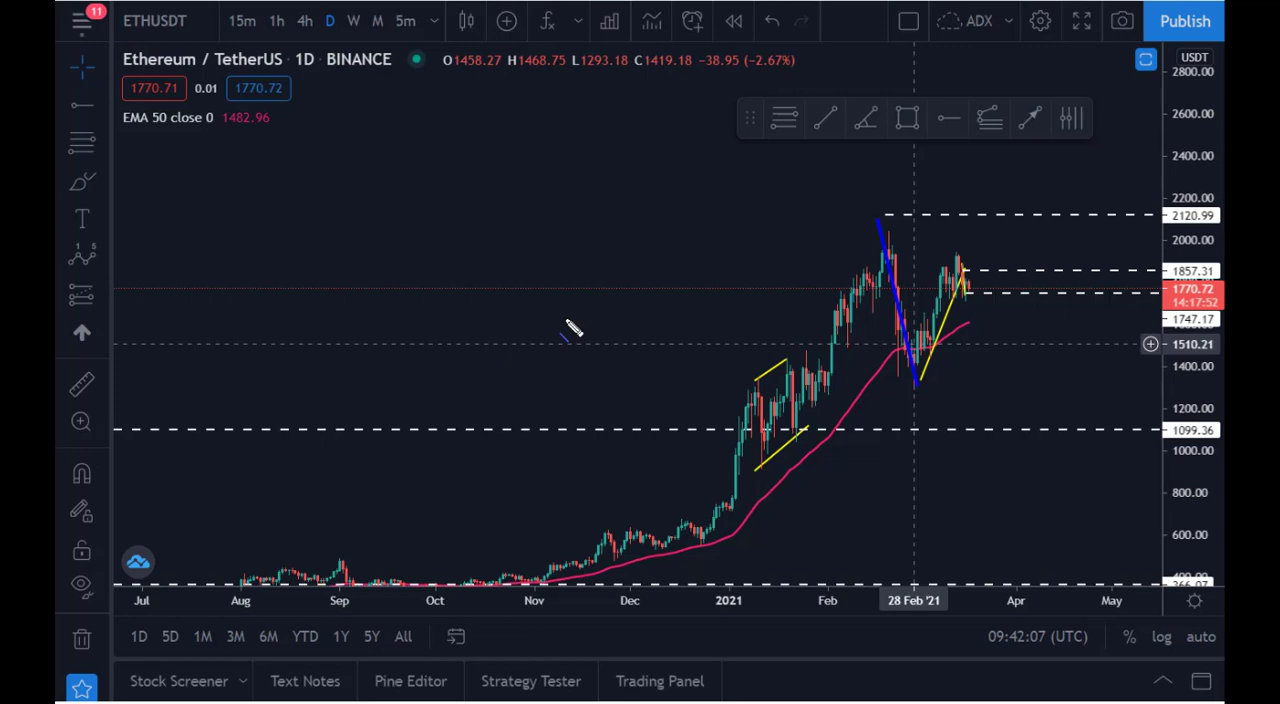 11
ETHUSDT 15m 1h 4h D W M 5m ADX Publish
Ethereum / TetherUS · 1D · BINANCE O1458.27 H1468.75 L1293.18 C1419.18 -38.95 (-2.67%)
1770.71 0.01 1770.72
EMA 50 close 0 1482.96
USDT
2800.00
2600.00
2400.00
2200.00
2120.99
2000.00
1857.31
1770.72
14:17:52
1747.17
1510.21
1400.00
1200.00
1099.36
1000.00
800.00
600.00
366.07
Jul Aug Sep Oct Nov Dec 2021 Feb 28 Feb '21 Apr May
1D 5D 1M 3M 6M YTD 1Y 5Y All 09:42:07 (UTC) % log auto
Stock Screener Text Notes Pine Editor Strategy Tester Trading Panel